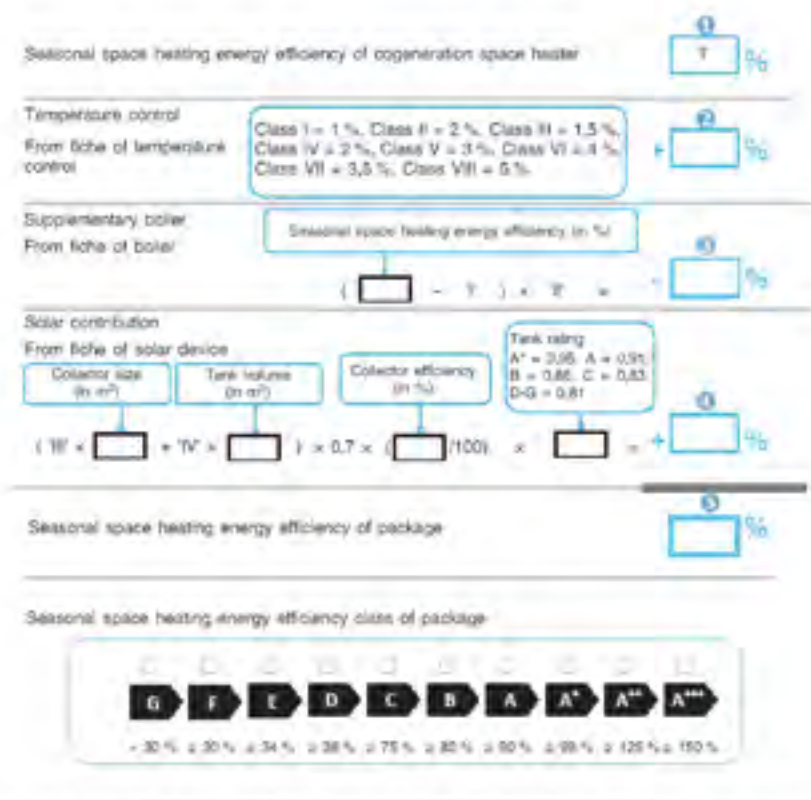 1
Seasonal space heating energy efficiency of cogeneration space heater
%
Temperature control
From fiche of temperature control
Class I = 1 %, Class II = 2 %, Class III = 1,5 %,
Class IV = 2 %, Class V = 3 %, Class VI = 4 %,
Class VII = 3,5 %, Class VIII = 5 %
2
+ %
Supplementary boiler
From fiche of boiler
Seasonal space heating energy efficiency (in %)
3
( - ) x =
- %
Solar contribution
From fiche of solar device
Collector size
(in m²)
Tank volume
(in m³)
Collector efficiency
(in %)
Tank rating
A* = 0,95, A = 0,91,
B = 0,86, C = 0,83,
D-G = 0,81
4
( 'III' x + 'IV' x ) x 0,7 x ( /100) x = + %
5
Seasonal space heating energy efficiency of package
%
Seasonal space heating energy efficiency class of package
G F E D C B A A⁺ A⁺⁺ A⁺⁺⁺
< 30 % ≥ 30 % ≥ 34 % ≥ 36 % ≥ 75 % ≥ 82 % ≥ 90 % ≥ 98 % ≥ 125 % ≥ 150 %